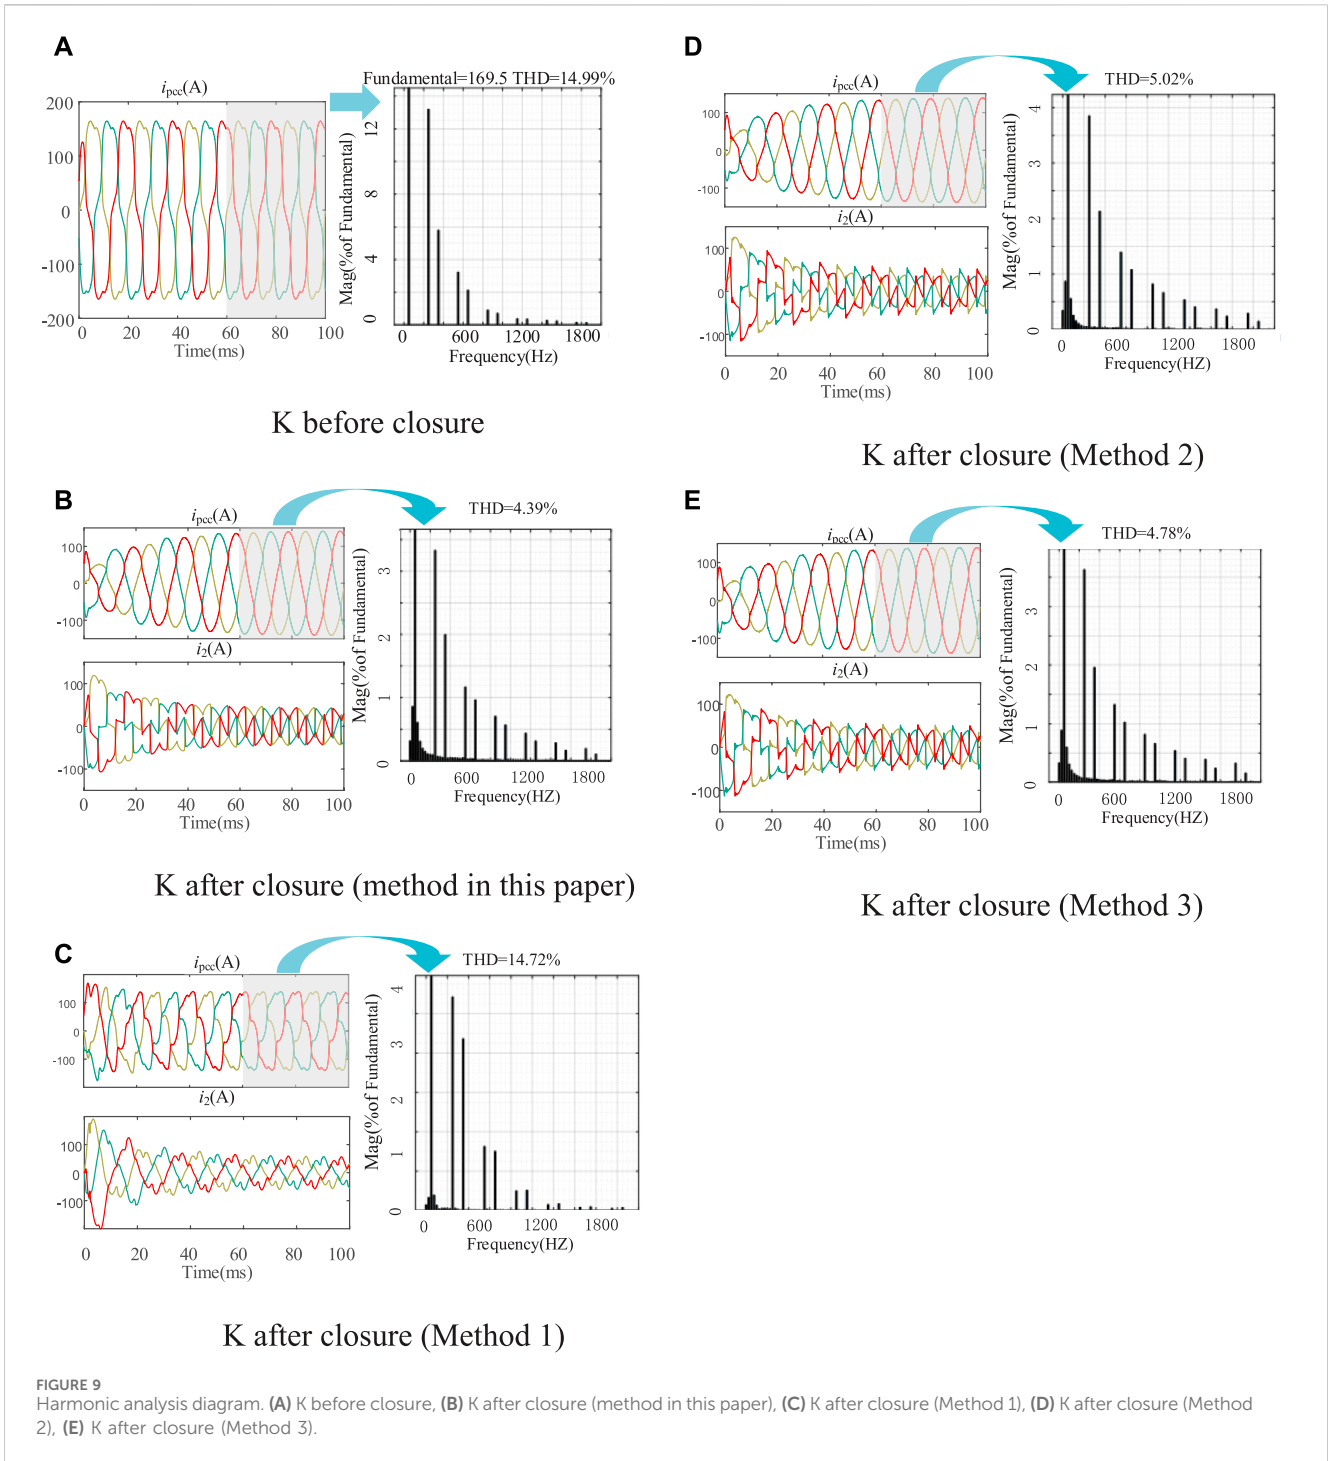 A
Fundamental=169.5 THD=14.99%
ipcc(A)
200
100
0
-100
-200
0 20 40 60 80 100
Time(ms)
Mag(%of Fundamental)
12
8
4
0
0 600 1200 1800
Frequency(Hz)
K before closure
B
THD=4.39%
ipcc(A)
100
0
-100
i2(A)
100
0
-100
0 20 40 60 80 100
Time(ms)
Mag(%of Fundamental)
3
2
1
0
0 600 1200 1800
Frequency(HZ)
K after closure (method in this paper)
C
THD=14.72%
ipcc(A)
100
0
-100
i2(A)
100
0
-100
0 20 40 60 80 100
Time(ms)
Mag(%of Fundamental)
4
3
2
1
0
0 600 1200 1800
Frequency(HZ)
K after closure (Method 1)
D
THD=5.02%
ipcc(A)
100
0
-100
i2(A)
100
0
-100
0 20 40 60 80 100
Time(ms)
Mag(%of Fundamental)
4
3
2
1
0
0 600 1200 1800
Frequency(HZ)
K after closure (Method 2)
E
THD=4.78%
ipcc(A)
100
0
-100
i2(A)
100
0
-100
0 20 40 60 80 100
Time(ms)
Mag(%of Fundamental)
3
2
1
0
0 600 1200 1800
Frequency(HZ)
K after closure (Method 3)
FIGURE 9
Harmonic analysis diagram. (A) K before closure, (B) K after closure (method in this paper), (C) K after closure (Method 1), (D) K after closure (Method
2), (E) K after closure (Method 3).